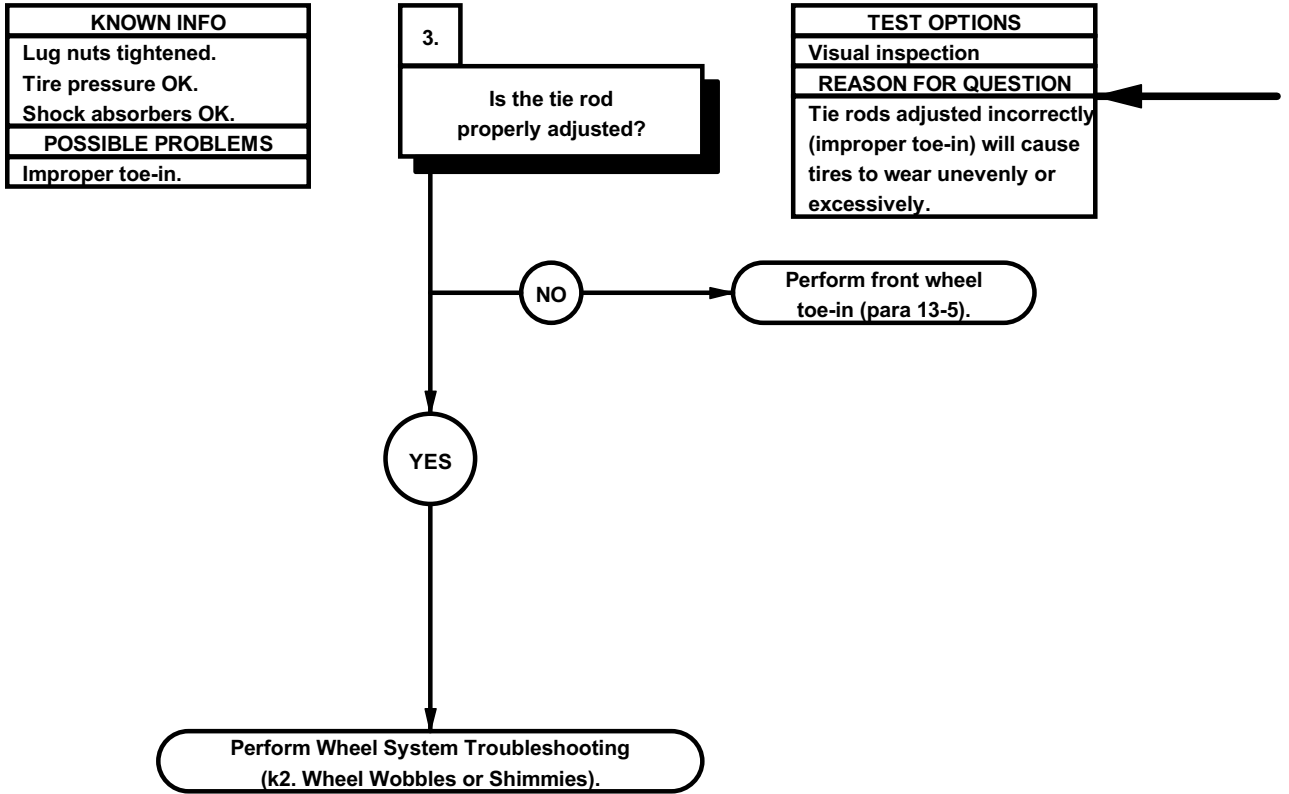 KNOWN INFO
Lug nuts tightened.
Tire pressure OK.
Shock absorbers OK.
POSSIBLE PROBLEMS
Improper toe-in.
3.
Is the tie rod
properly adjusted?
TEST OPTIONS
Visual inspection
REASON FOR QUESTION
Tie rods adjusted incorrectly
(improper toe-in) will cause
tires to wear unevenly or
excessively.
NO
Perform front wheel
toe-in (para 13-5).
YES
Perform Wheel System Troubleshooting
(k2. Wheel Wobbles or Shimmies).